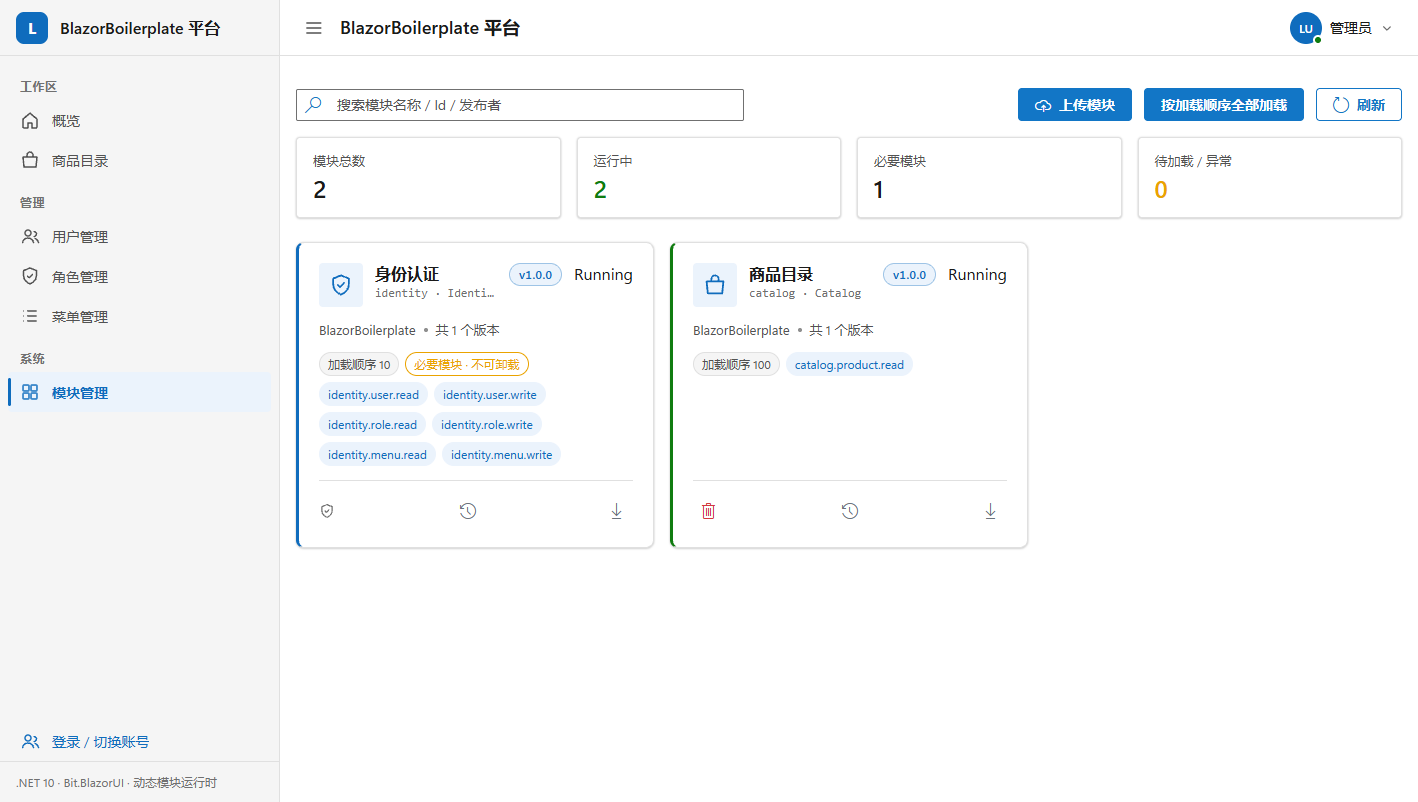 L BlazorBoilerplate 平台
BlazorBoilerplate 平台
LU 管理员
工作区
概览
商品目录
管理
用户管理
角色管理
菜单管理
系统
模块管理
登录 / 切换账号
.NET 10 · Bit.BlazorUI · 动态模块运行时
搜索模块名称 / Id / 发布者
上传模块
按加载顺序全部加载
刷新
模块总数
2
运行中
2
必要模块
1
待加载 / 异常
0
身份认证 v1.0.0 Running
identity · Identi…
BlazorBoilerplate • 共 1 个版本
加载顺序 10 必要模块 · 不可卸载
identity.user.read identity.user.write
identity.role.read identity.role.write
identity.menu.read identity.menu.write
商品目录 v1.0.0 Running
catalog · Catalog
BlazorBoilerplate • 共 1 个版本
加载顺序 100 catalog.product.read